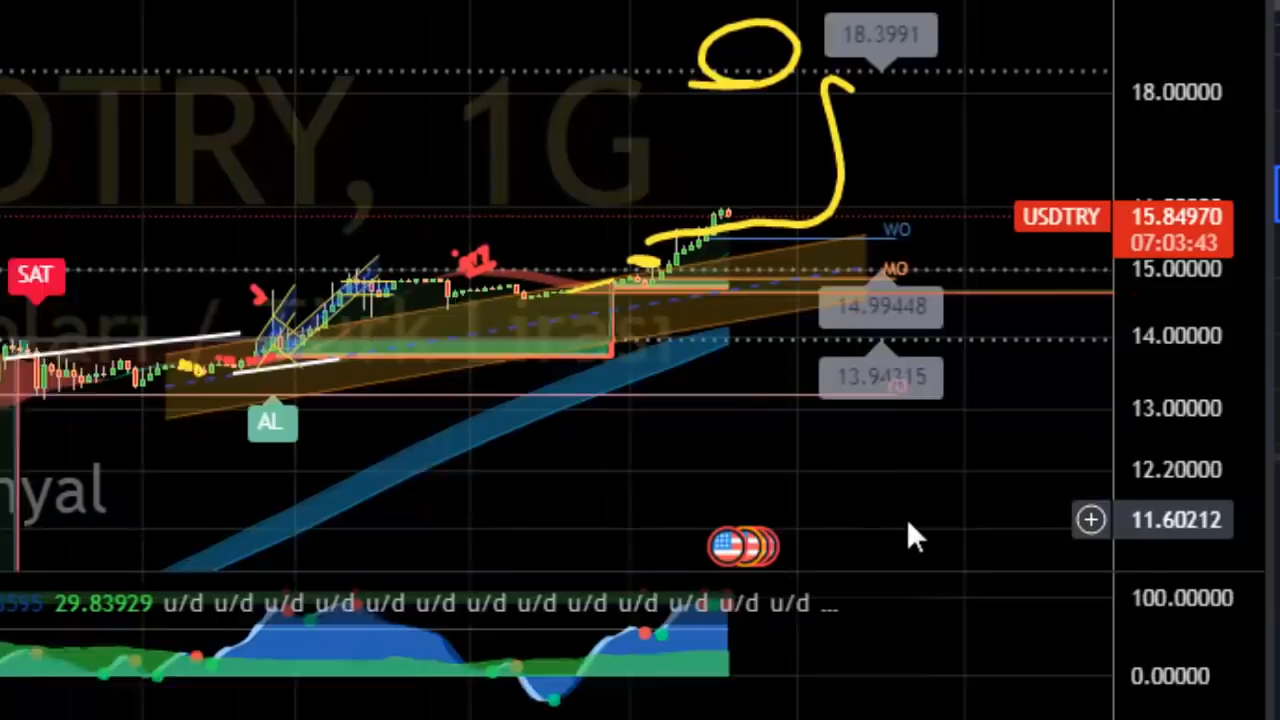 18.3991
18.00000
DTRY, 1G
USDTRY 15.84970
07:03:43
WO
SAT
MO
15.00000
14.99448
14.00000
13.94315
AL
13.00000
12.20000
nyal
11.60212
29.83929 u/d u/d u/d u/d u/d u/d u/d u/d u/d u/d u/d u/d u/d ...
100.00000
0.00000